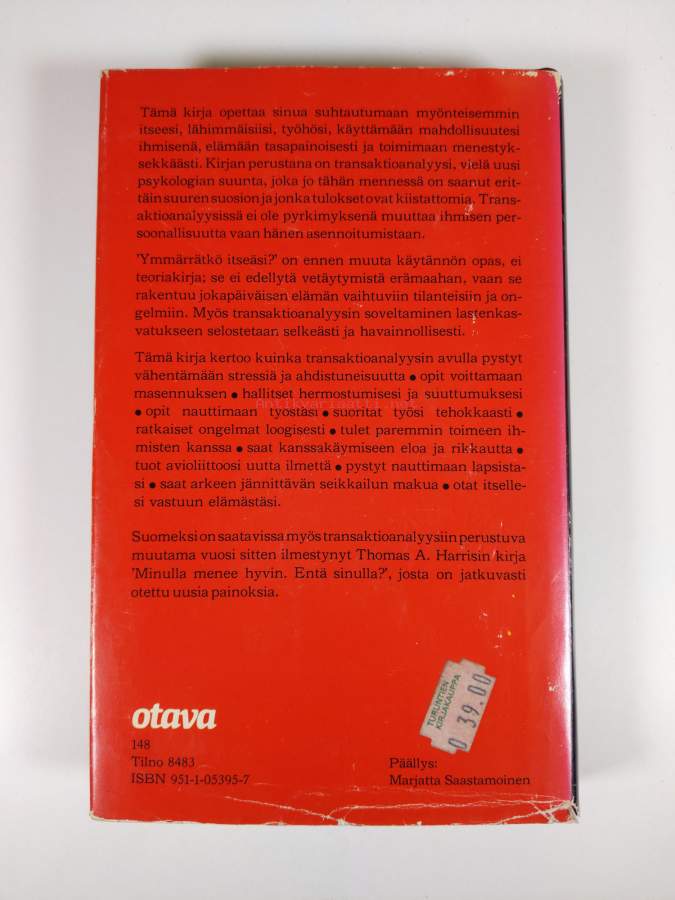 Tämä kirja opettaa sinua suhtautumaan myönteisemmin
itseesi, lähimmäisiisi, työhösi, käyttämään mahdollisuutesi
ihmisenä, elämään tasapainoisesti ja toimimaan menestyk-
sekkäästi. Kirjan perustana on transaktioanalyysi, vielä uusi
psykologian suunta, joka jo tähän mennessä on saanut erit-
täin suuren suosion ja jonka tulokset ovat kiistattomia. Trans-
aktioanalyysissä ei ole pyrkimyksenä muuttaa ihmisen per-
soonallisuutta vaan hänen asennoitumistaan.
'Ymmärrätkö itseäsi?' on ennen muuta käytännön opas, ei
teoriakirja; se ei edellytä vetäytymistä erämaahan, vaan se
rakentuu jokapäiväisen elämän vaihtuviin tilanteisiin ja on-
gelmiin. Myös transaktioanalyysin soveltaminen lastenkas-
vatukseen selostetaan selkeästi ja havainnollisesti.
Tämä kirja kertoo kuinka transaktioanalyysin avulla pystyt
vähentämään stressiä ja ahdistuneisuutta ● opit voittamaan
masennuksen ● hallitset hermostumisesi ja suuttumuksesi
Antikvariaatti.net
● opit nauttimaan työstäsi ● suoritat työsi tehokkaasti ●
ratkaiset ongelmat loogisesti ● tulet paremmin toimeen ih-
misten kanssa ● saat kanssakäymiseen eloa ja rikkautta ●
tuot avioliittoosi uutta ilmettä ● pystyt nauttimaan lapsista-
si ● saat arkeen jännittävän seikkailun makua ● otat itselle-
si vastuun elämästäsi.
Suomeksi on saatavissa myös transaktioanalyysiin perustuva
muutama vuosi sitten ilmestynyt Thomas A. Harrisin kirja
'Minulla menee hyvin. Entä sinulla?', josta on jatkuvasti
otettu uusia painoksia.
otava
148
Tilno 8483
ISBN 951-1-05395-7
TURUNTIEN
KIRJAKAUPPA
0 39.00
Päällys:
Marjatta Saastamoinen